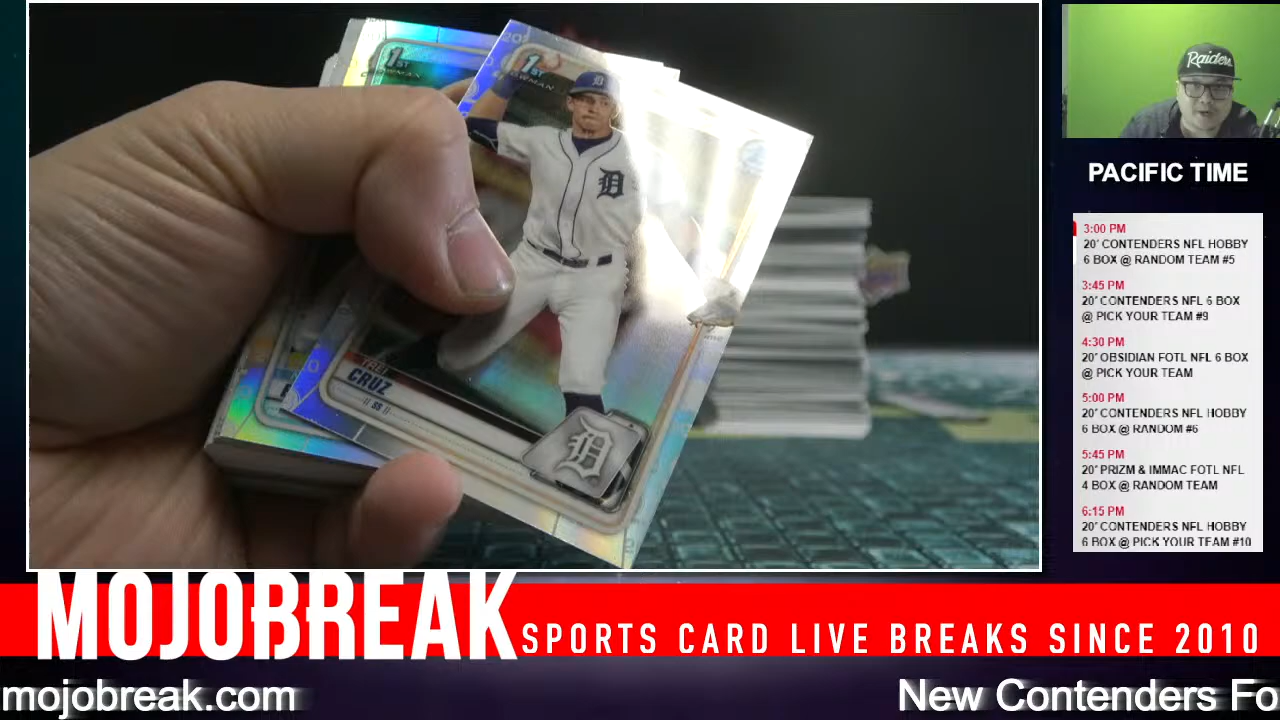 1ST
BOWMAN
1ST
BOWMAN
D
D
CRUZ
SS
D
Raiders
PACIFIC TIME
3:00 PM
20' CONTENDERS NFL HOBBY
6 BOX @ RANDOM TEAM #5
3:45 PM
20' CONTENDERS NFL 6 BOX
@ PICK YOUR TEAM #9
4:30 PM
20' OBSIDIAN FOTL NFL 6 BOX
@ PICK YOUR TEAM
5:00 PM
20' CONTENDERS NFL HOBBY
6 BOX @ RANDOM #6
5:45 PM
20' PRIZM & IMMAC FOTL NFL
4 BOX @ RANDOM TEAM
6:15 PM
20' CONTENDERS NFL HOBBY
6 BOX @ PICK YOUR TEAM #10
MOJOBREAK
SPORTS CARD LIVE BREAKS SINCE 2010
mojobreak.com
New Contenders Fo